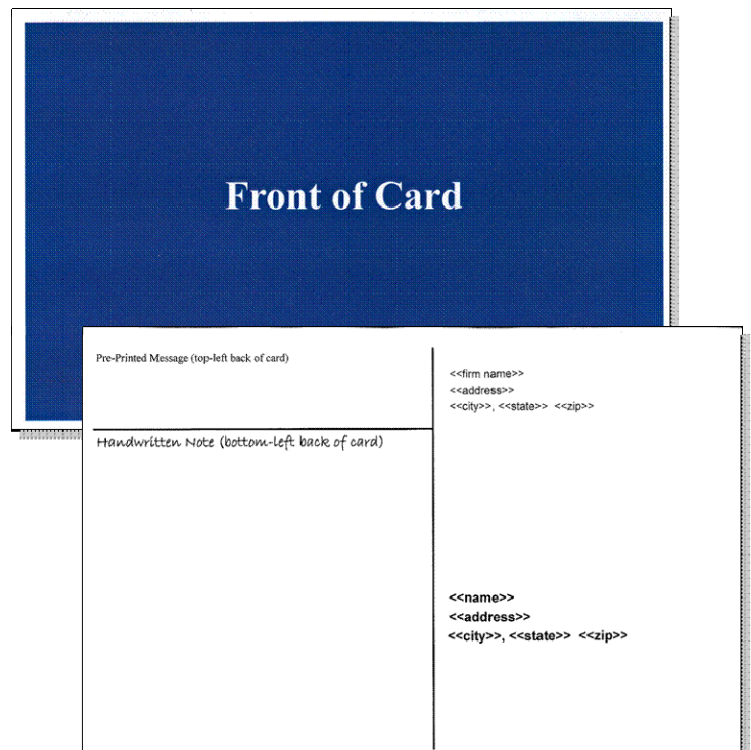 Front of Card
Pre-Printed Message (top-left back of card)
Handwritten Note (bottom-left back of card)
<<firm name>>
<<address>>
<<city>>, <<state>> <<zip>>
<<name>>
<<address>>
<<city>>, <<state>> <<zip>>